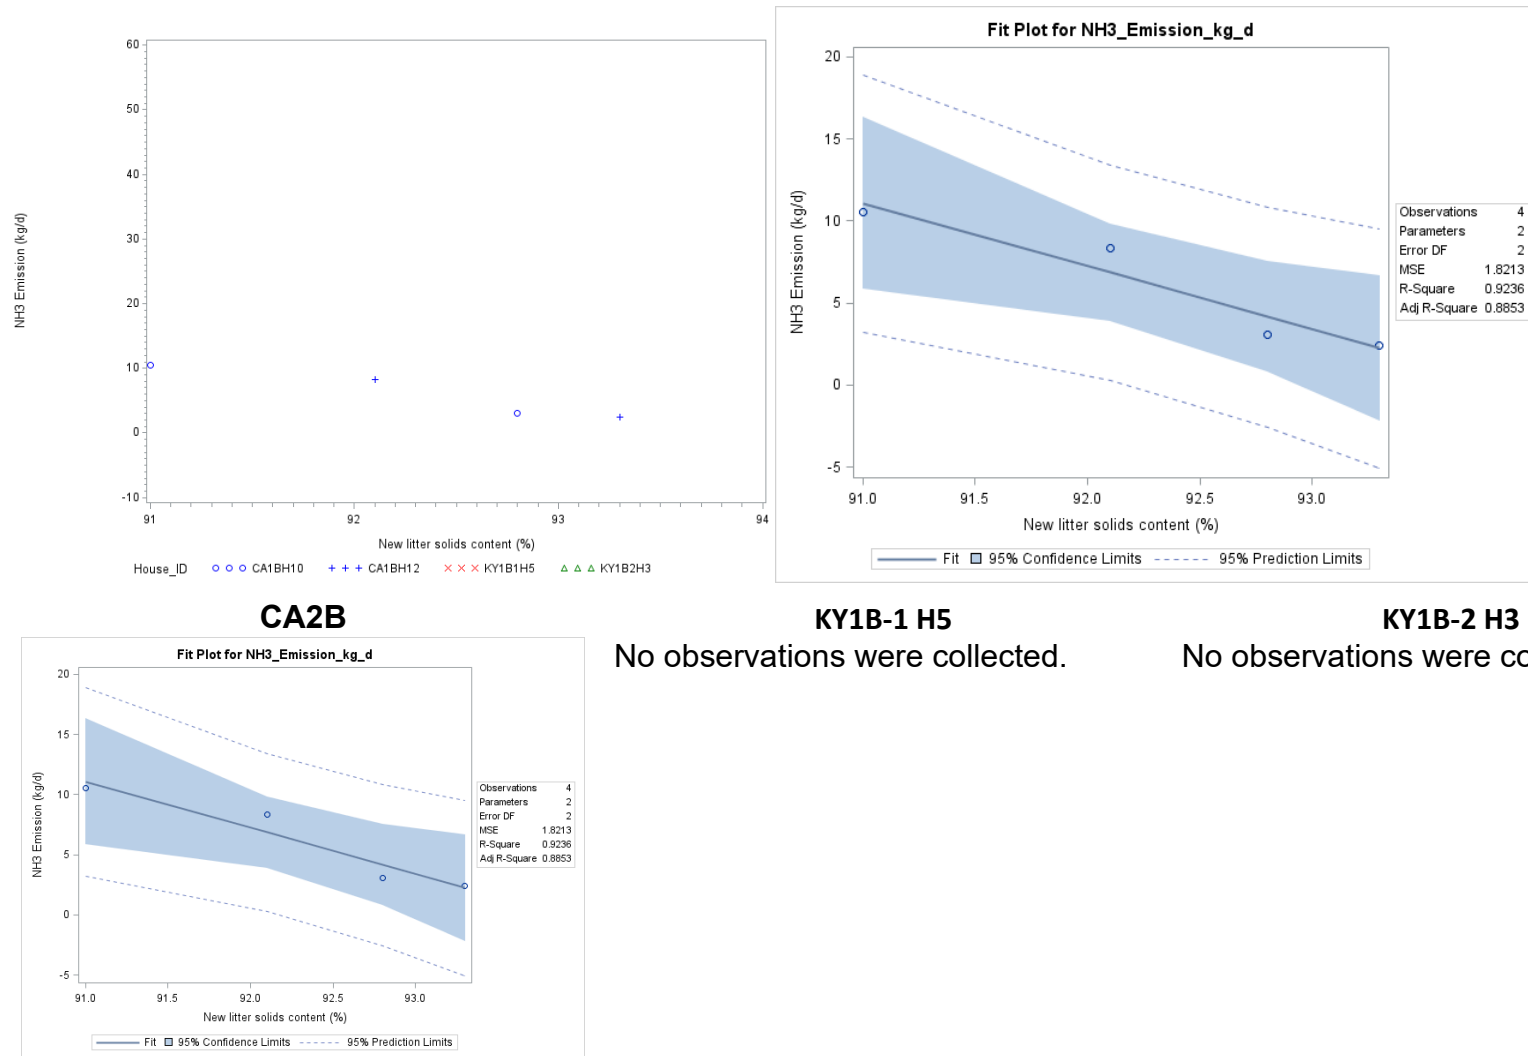 60
50
40
30
20
10
0
-10
NH3 Emission (kg/d)
91 92 93 94
New litter solids content (%)
House_ID CA1BH10 CA1BH12 KY1B1H5 KY1B2H3
Fit Plot for NH3_Emission_kg_d
20
15
10
5
0
-5
NH3 Emission (kg/d)
91.0 91.5 92.0 92.5 93.0
New litter solids content (%)
Observations 4
Parameters 2
Error DF 2
MSE 1.8213
R-Square 0.9236
Adj R-Square 0.8853
Fit 95% Confidence Limits 95% Prediction Limits
CA2B
Fit Plot for NH3_Emission_kg_d
20
15
10
5
0
-5
NH3 Emission (kg/d)
91.0 91.5 92.0 92.5 93.0
New litter solids content (%)
Observations 4
Parameters 2
Error DF 2
MSE 1.8213
R-Square 0.9236
Adj R-Square 0.8853
Fit 95% Confidence Limits 95% Prediction Limits
KY1B-1 H5
No observations were collected.
KY1B-2 H3
No observations were co